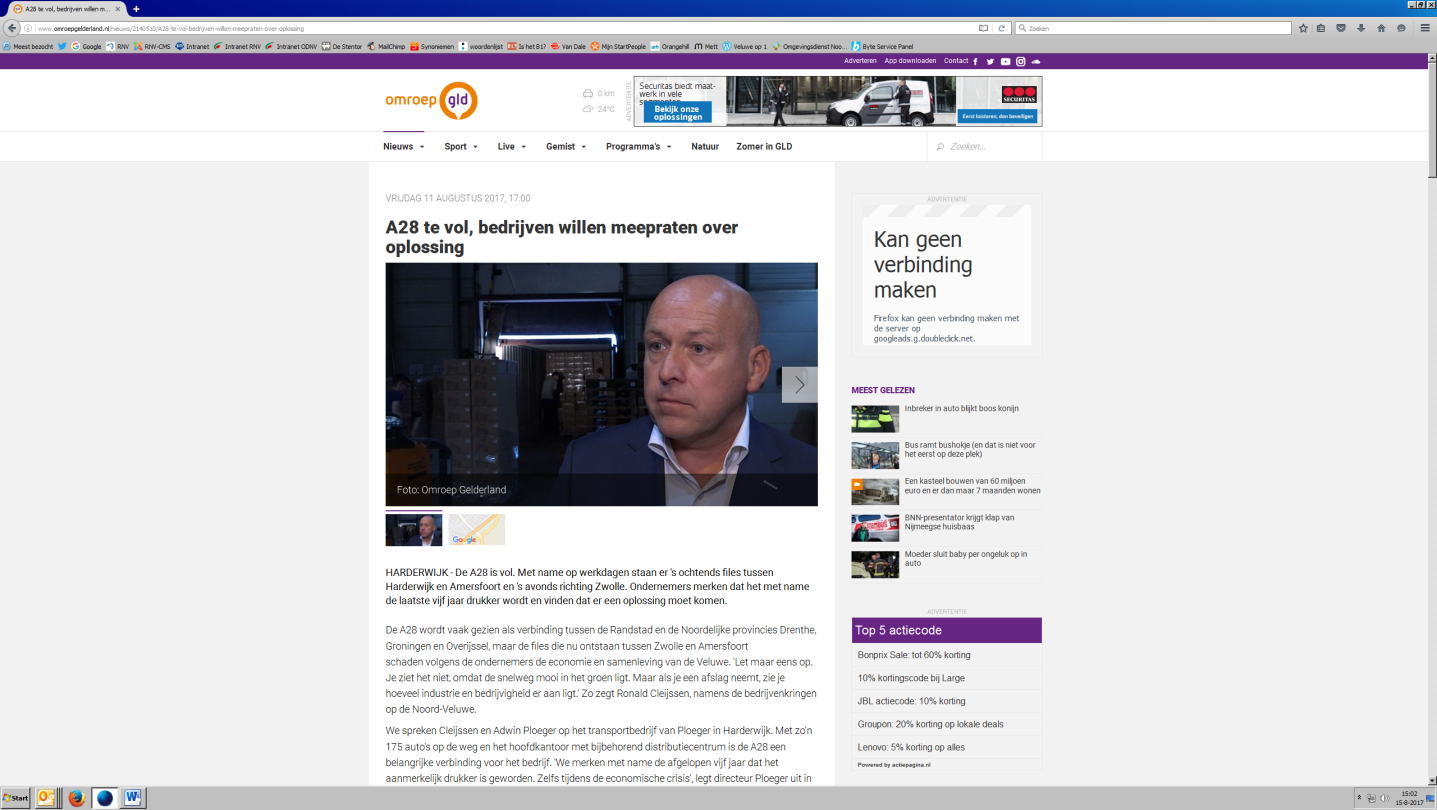 A28 te vol, bedrijven willen m...
www.omroepgelderland.nl/nieuws/2140510/A28-te-vol-bedrijven-willen-meepraten-over-oplossing
Zoeken
Meest bezocht
Google
RNV
RNV-CMS
Intranet
Intranet RNV
Intranet ODNV
De Stentor
MailChimp
Synoniemen
woordenlijst
Is het B1?
Van Dale
Mijn StartPeople
Orangehill
Mett
Veluwe op 1
Omgevingsdienst Noo...
Byte Service Panel
Adverteren App downloaden Contact
omroep gld
0 km
24°C
ADVERTENTIE
Securitas biedt maat-
werk in vele
Bekijk onze
oplossingen
SECURITAS
Eerst luisteren, dan beveiligen
Nieuws Sport Live Gemist Programma's Natuur Zomer in GLD
Zoeken...
VRIJDAG 11 AUGUSTUS 2017, 17:00
A28 te vol, bedrijven willen meepraten over
oplossing
Foto: Omroep Gelderland
Google
HARDERWIJK - De A28 is vol. Met name op werkdagen staan er 's ochtends files tussen
Harderwijk en Amersfoort en 's avonds richting Zwolle. Ondernemers merken dat het met name
de laatste vijf jaar drukker wordt en vinden dat er een oplossing moet komen.
De A28 wordt vaak gezien als verbinding tussen de Randstad en de Noordelijke provincies Drenthe,
Groningen en Overijssel, maar de files die nu ontstaan tussen Zwolle en Amersfoort
schaden volgens de ondernemers de economie en samenleving van de Veluwe. 'Let maar eens op.
Je ziet het niet, omdat de snelweg mooi in het groen ligt. Maar als je een afslag neemt, zie je
hoeveel industrie en bedrijvigheid er aan ligt.' Zo zegt Ronald Cleijssen, namens de bedrijvenkringen
op de Noord-Veluwe.
We spreken Cleijssen en Adwin Ploeger op het transportbedrijf van Ploeger in Harderwijk. Met zo'n
175 auto's op de weg en het hoofdkantoor met bijbehorend distributiecentrum is de A28 een
belangrijke verbinding voor het bedrijf. 'We merken met name de afgelopen vijf jaar dat het
aanmerkelijk drukker is geworden. Zelfs tijdens de economische crisis', legt directeur Ploeger uit in
ADVERTENTIE
Kan geen
verbinding
maken
Firefox kan geen verbinding maken met
de server op
googleads.g.doubleclick.net.
MEEST GELEZEN
Inbreker in auto blijkt boos konijn
Bus ramt bushokje (en dat is niet voor
het eerst op deze plek)
Een kasteel bouwen van 60 miljoen
euro en er dan maar 7 maanden wonen
BNN-presentator krijgt klap van
Nijmeegse huisbaas
Moeder sluit baby per ongeluk op in
auto
ADVERTENTIE
Top 5 actiecode
Bonprix Sale: tot 60% korting
10% kortingscode bij Large
JBL actiecode: 10% korting
Groupon: 20% korting op lokale deals
Lenovo: 5% korting op alles
Powered by actiepagina.nl
Start
15:02
15-8-2017